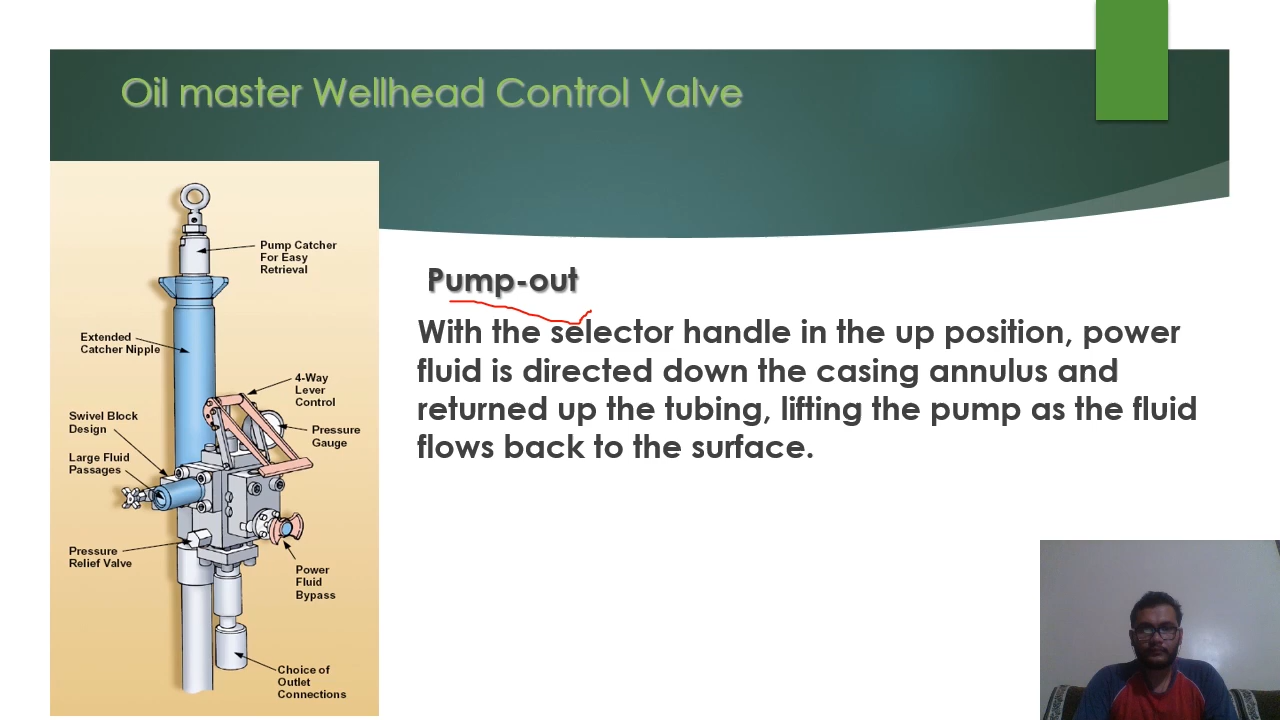 Oil master Wellhead Control Valve
Pump Catcher
For Easy
Retrieval
Extended
Catcher Nipple
4-Way
Lever
Control
Swivel Block
Design
Pressure
Gauge
Large Fluid
Passages
Pressure
Relief Valve
Power
Fluid
Bypass
Choice of
Outlet
Connections
Pump-out
With the selector handle in the up position, power
fluid is directed down the casing annulus and
returned up the tubing, lifting the pump as the fluid
flows back to the surface.